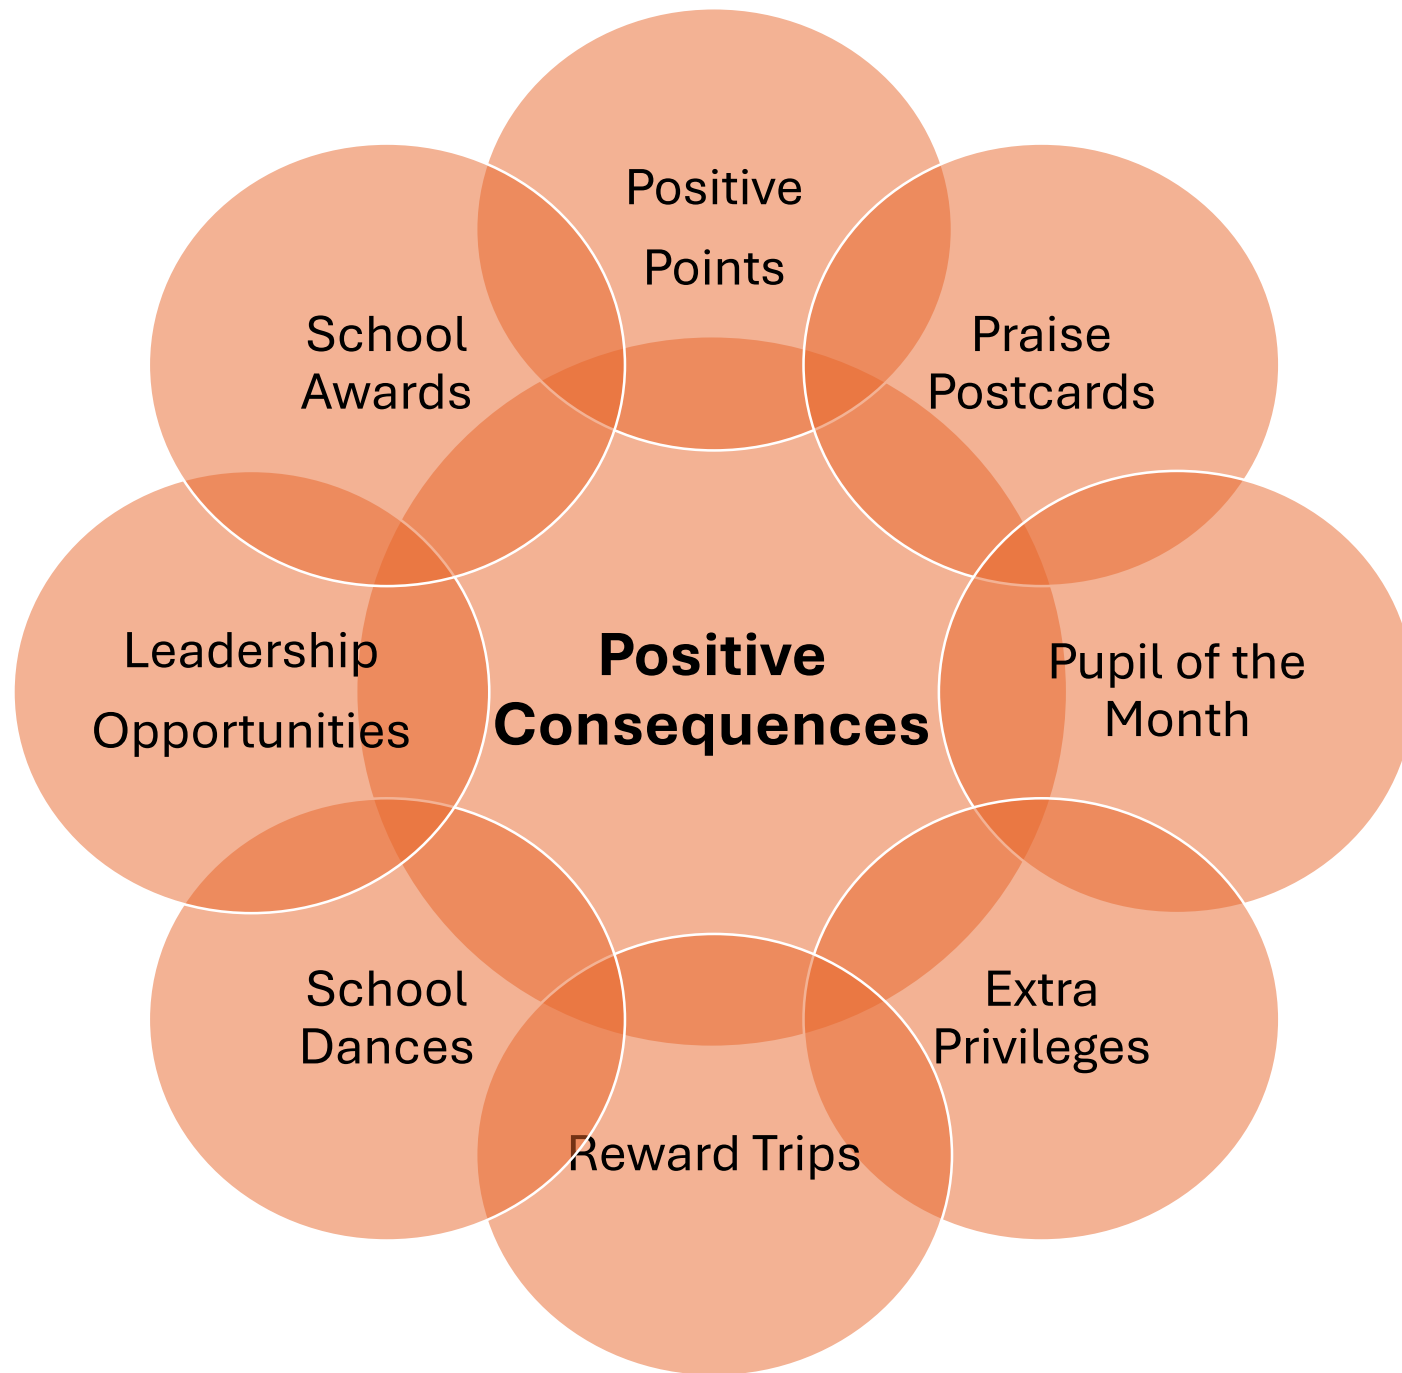 Positive
Points
Praise
Postcards
Pupil of the
Month
Extra
Privileges
Reward Trips
School
Dances
Leadership
Opportunities
School
Awards
Positive
Consequences